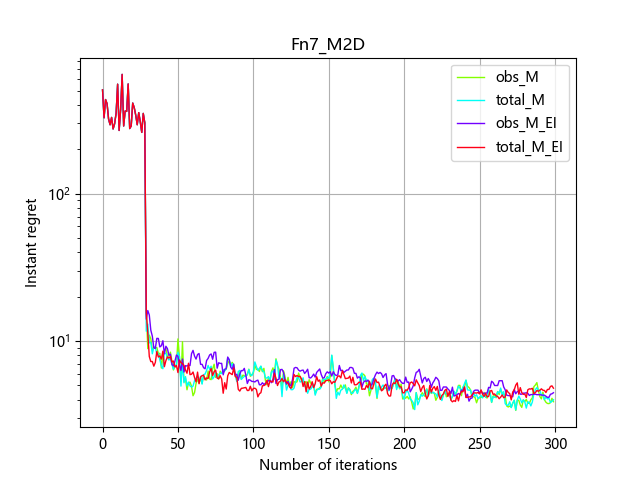 Fn7_M2D
obs_M
total_M
obs_M_EI
total_M_EI
Instant regret
10²
10¹
0 50 100 150 200 250 300
Number of iterations